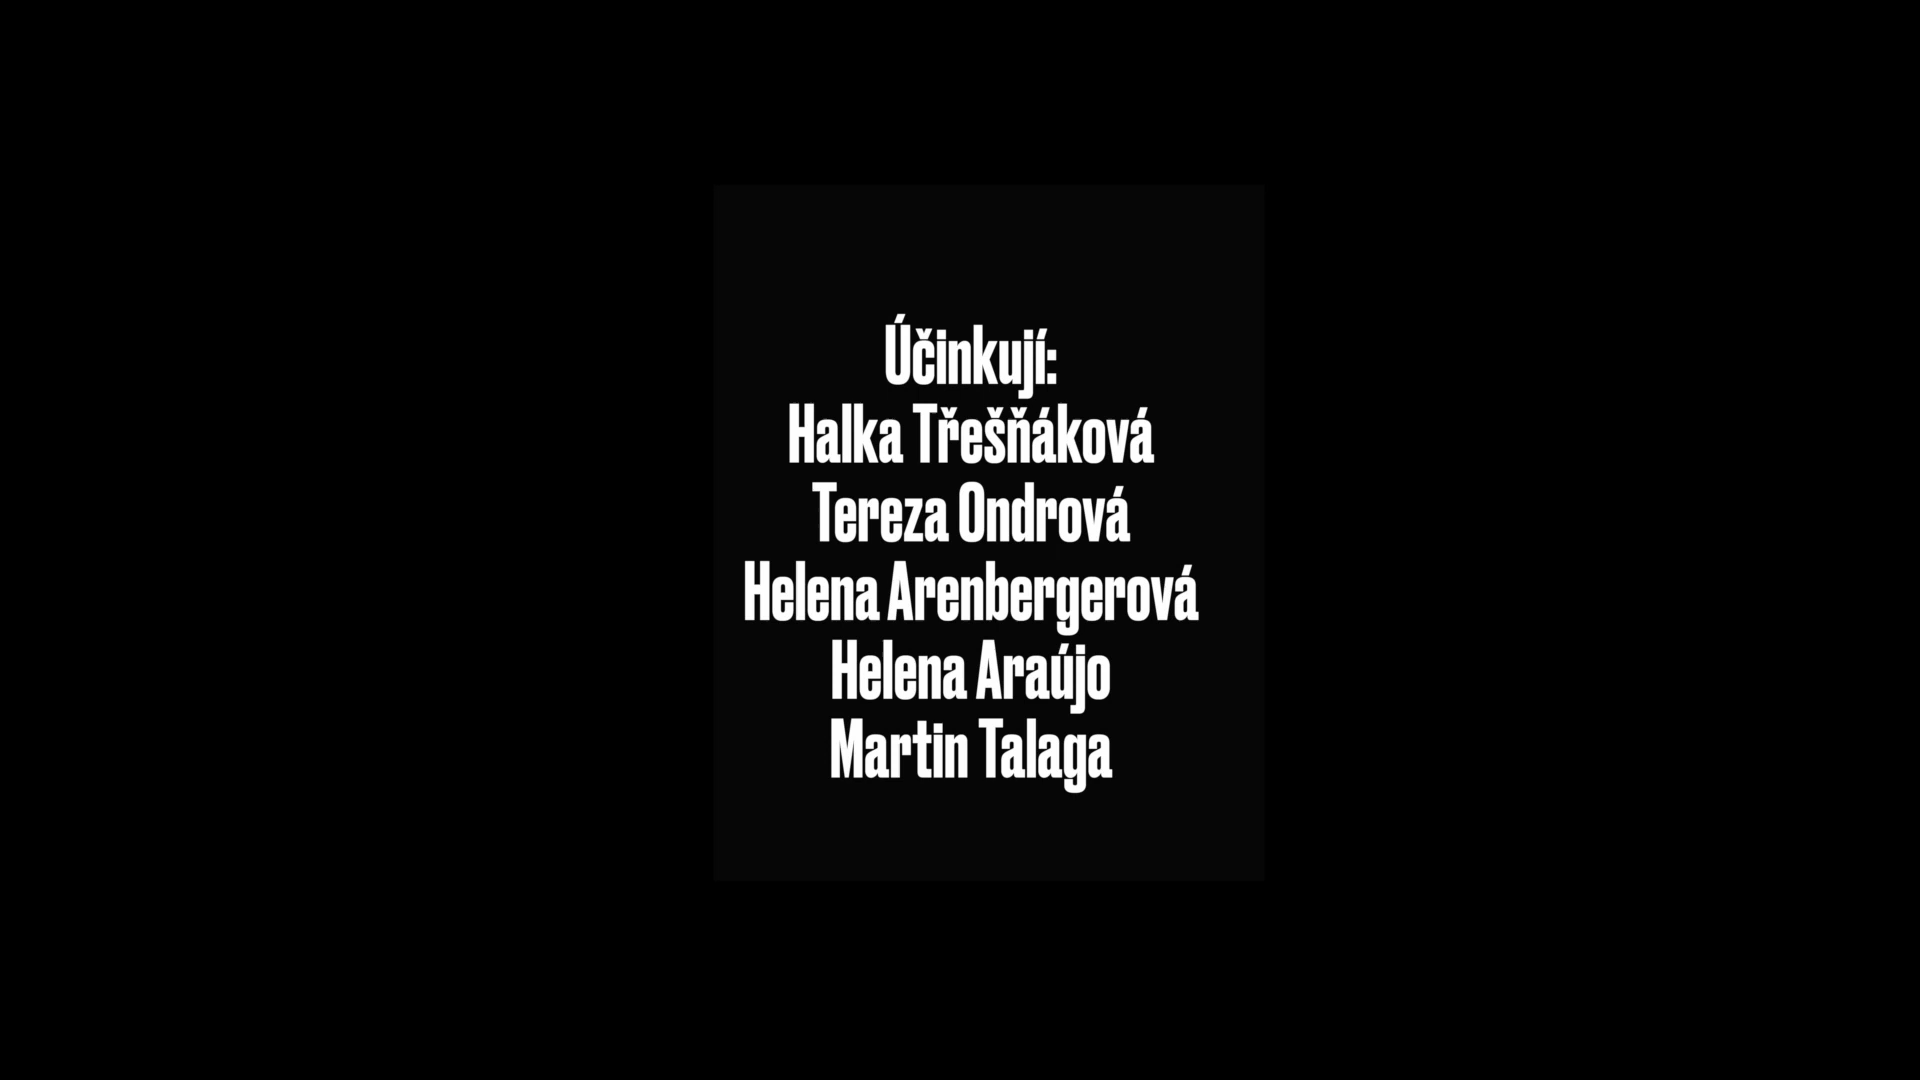 Účinkují:
Halka Třešňáková
Tereza Ondrová
Helena Arenbergerová
Helena Araújo
Martin Talaga